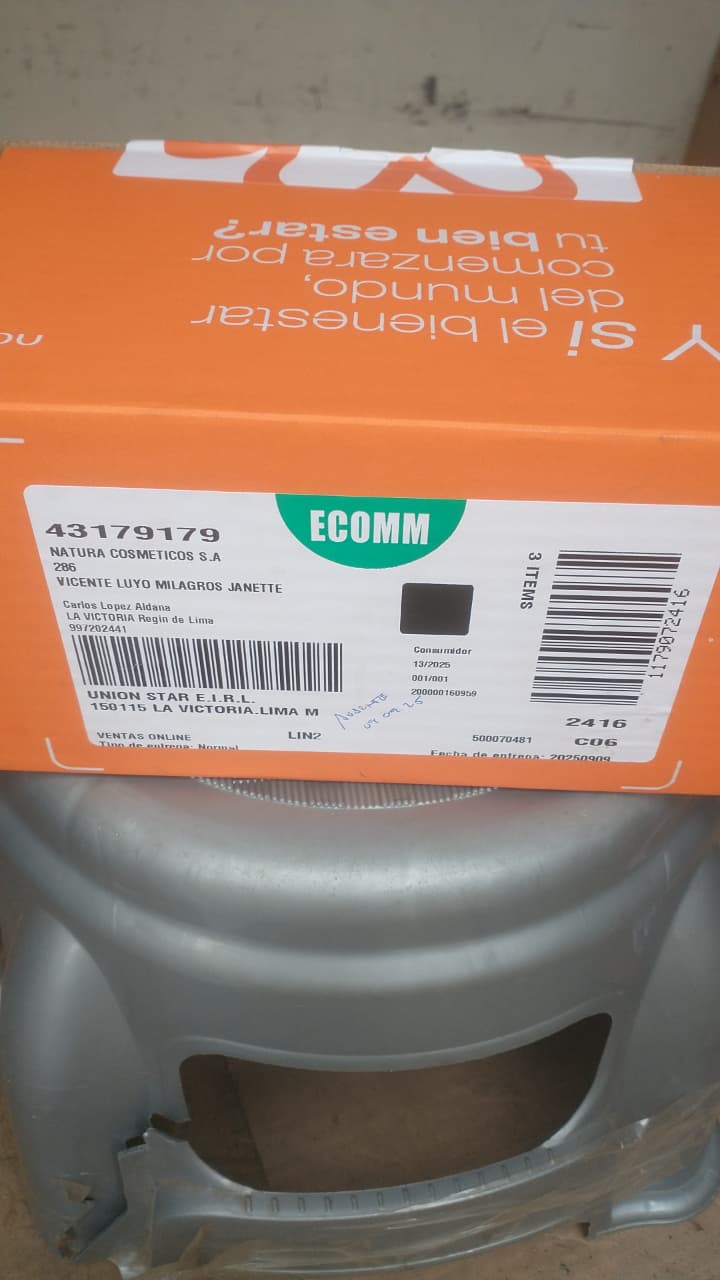 Y si el bienestar
del mundo,
comenzara por
tu bien estar?
ECOMM
43179179
NATURA COSMETICOS S.A
286
VICENTE LUYO MILAGROS JANETTE
Carlos Lopez Aldana
LA VICTORIA Regin de Lima
997202441
UNION STAR E.I.R.L.
150115 LA VICTORIA.LIMA M
VENTAS ONLINE
LIN2
Tipo de entrega: Normal
3 ITEMS
1179072416
Consumidor
13/2025
001/001
200000160959
2416
500070481
C06
Fecha de entrega: 20250909